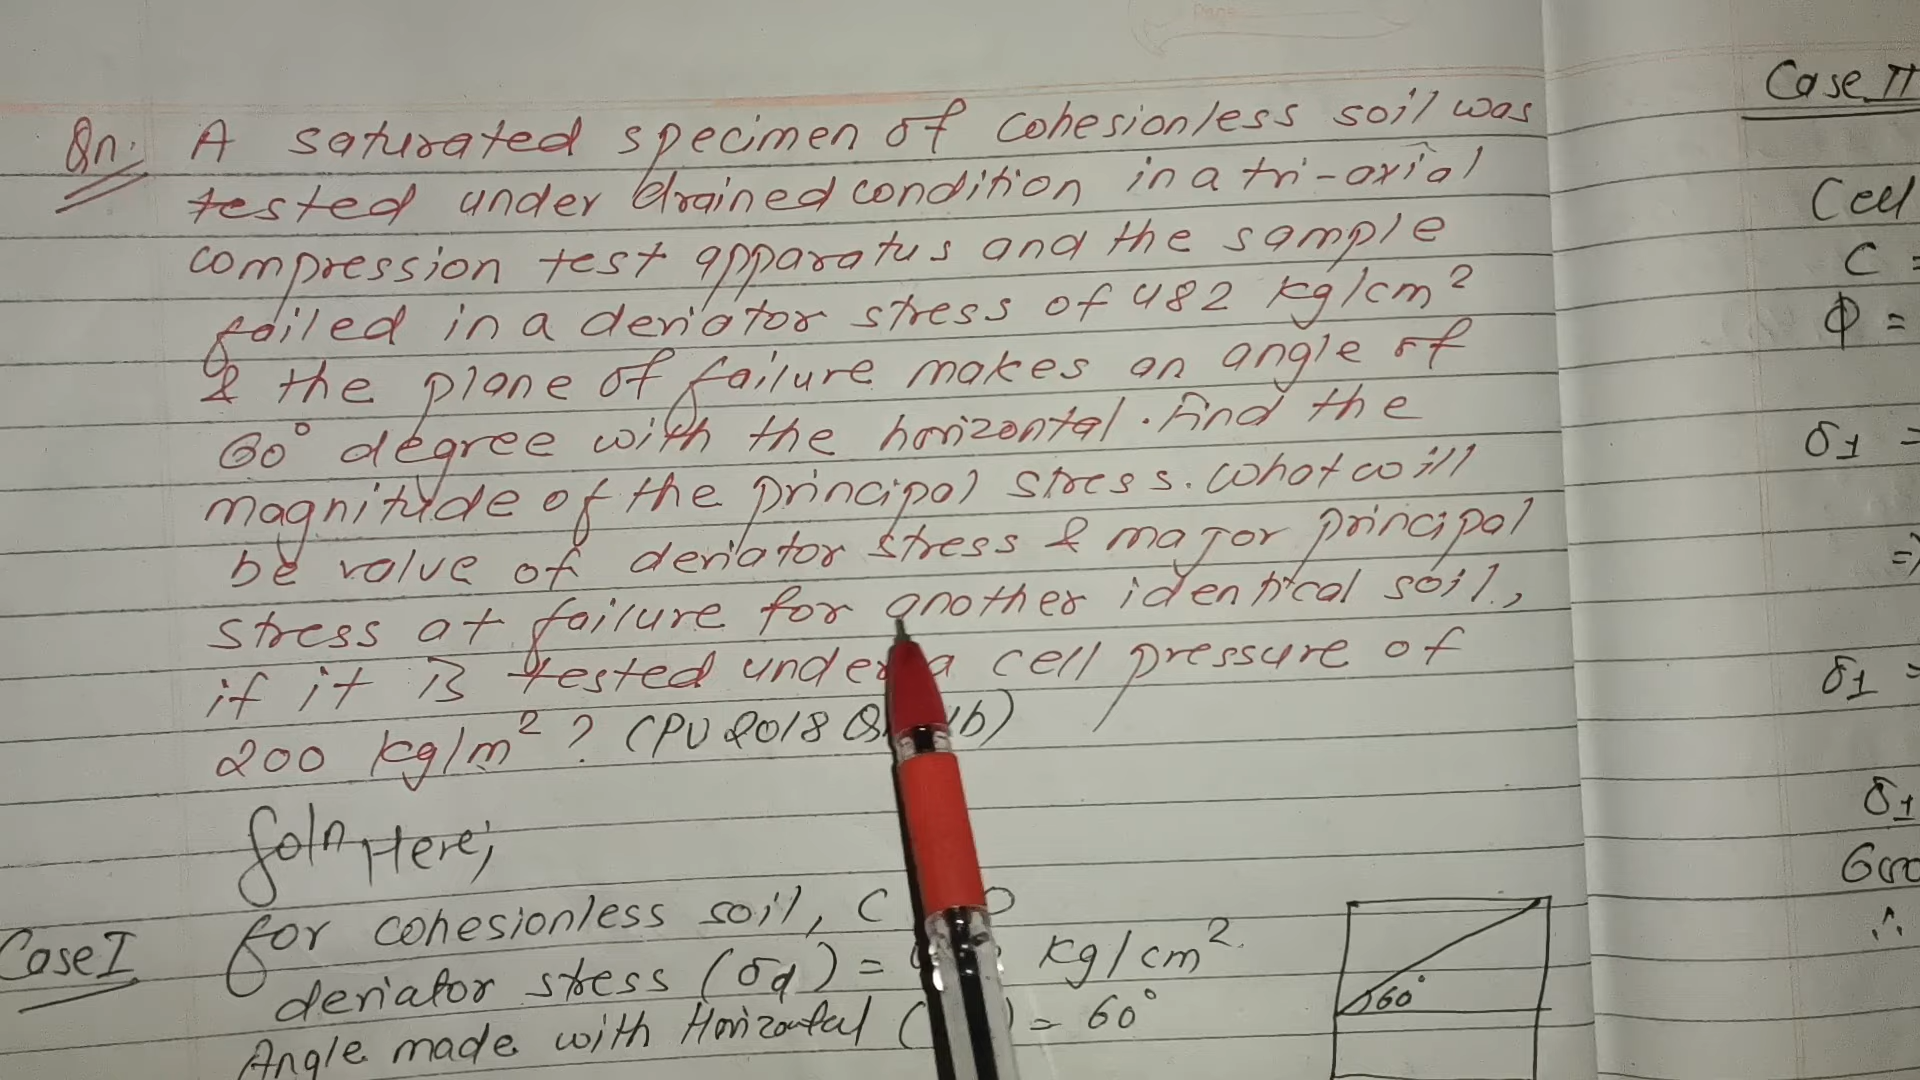 Qn: A saturated specimen of cohesionless soil was
tested under drained condition in a tri-axial
compression test apparatus and the sample
failed in a deviator stress of 482 kg/cm²
& the plane of failure makes an angle of
60° degree with the horizontal. Find the
magnitude of the principal stress. What will
be value of deviator stress & major principal
stress at failure for another identical soil,
if it is tested under a cell pressure of
200 kg/m² ? (PU 2018
Soln Here;
Case I for cohesionless soil, C
deviator stress (σd) = kg/cm².
Angle made with Horizontal ( ) = 60°
60°
Case II
Cell
C =
Φ =
σ1 =
=>
σ1 =
σ1
∴